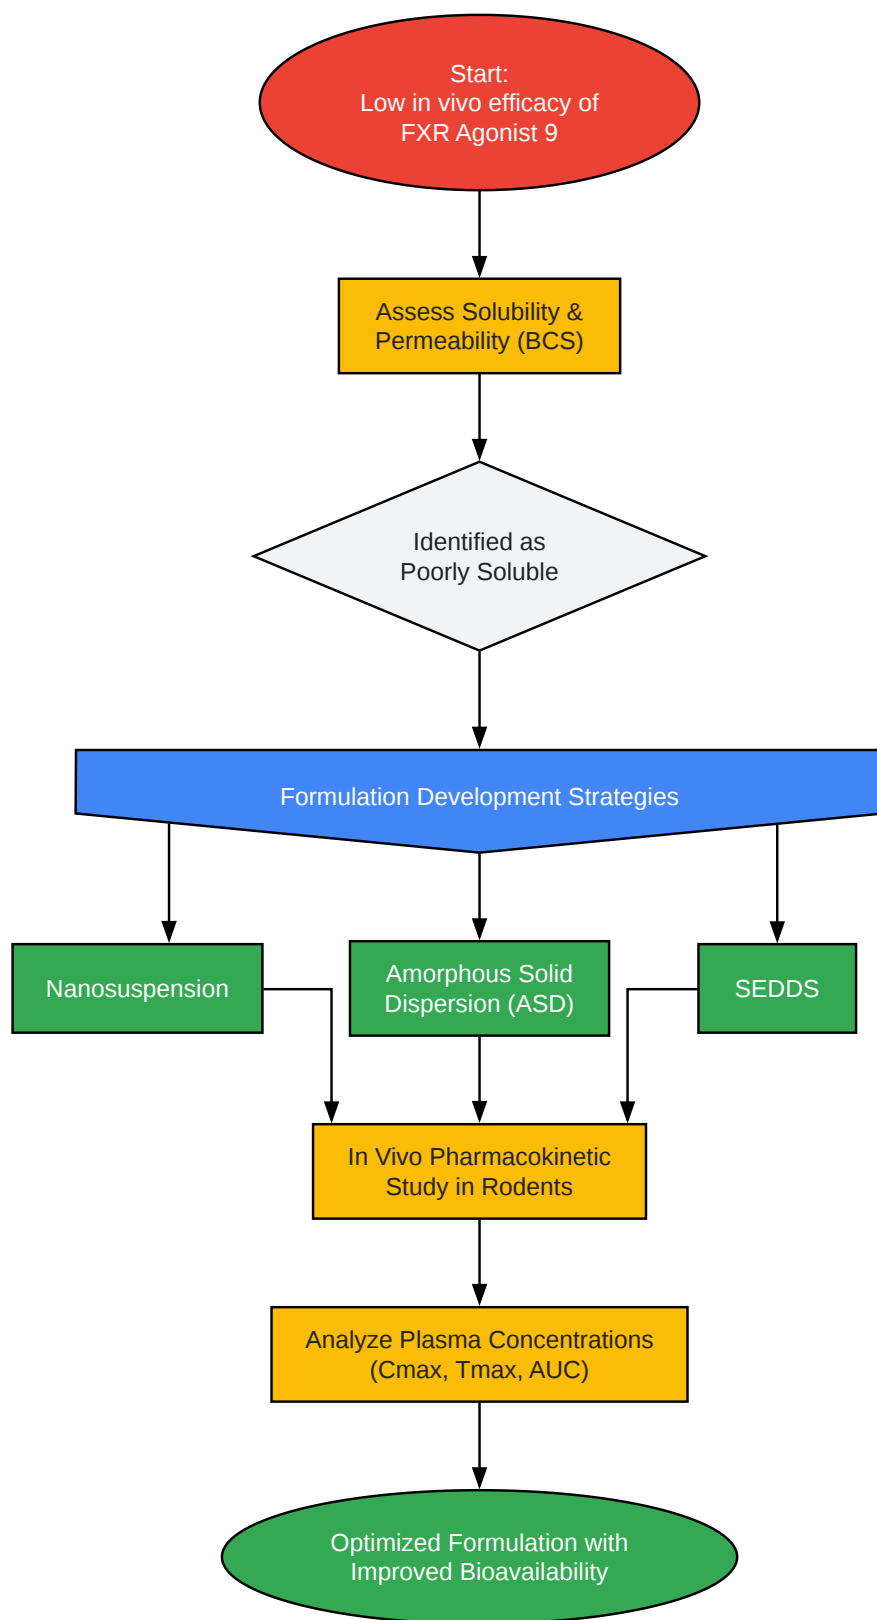 Start:
Low in vivo efficacy of
FXR Agonist 9
Assess Solubility &
Permeability (BCS)
Identified as
Poorly Soluble
Formulation Development Strategies
Nanosuspension
Amorphous Solid
Dispersion (ASD)
SEDDS
In Vivo Pharmacokinetic
Study in Rodents
Analyze Plasma Concentrations
(Cmax, Tmax, AUC)
Optimized Formulation with
Improved Bioavailability